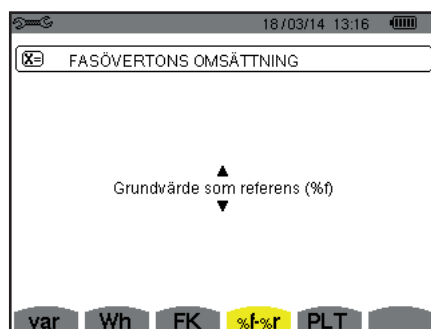 18/03/14 13:16
X= FASÖVERTONS OMSÄTTNING
Grundvärde som referens (%f)
var Wh FK %f-%r PLT